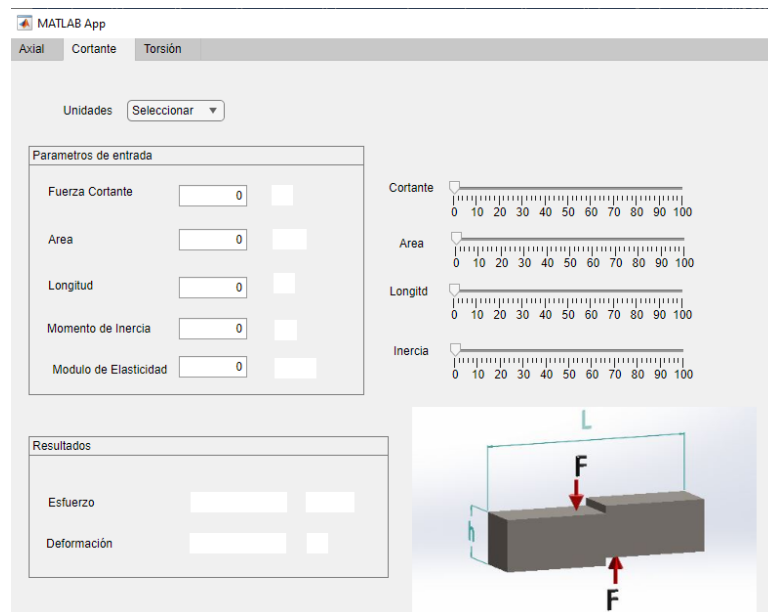 MATLAB App
Axial Cortante Torsión
Unidades Seleccionar
Parametros de entrada
Fuerza Cortante 0
Area 0
Longitud 0
Momento de Inercia 0
Modulo de Elasticidad 0
Cortante
0 10 20 30 40 50 60 70 80 90 100
Area
0 10 20 30 40 50 60 70 80 90 100
Longitd
0 10 20 30 40 50 60 70 80 90 100
Inercia
0 10 20 30 40 50 60 70 80 90 100
Resultados
Esfuerzo
Deformación
L
F
h
F